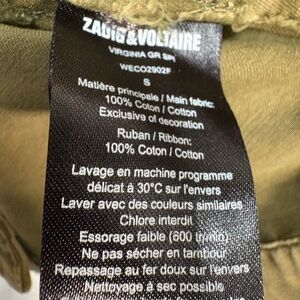 ZADIG&VOLTAIRE
VIRGINIA GR SPI
WECO2902F
S
Matière principale / Main fabric:
100% Coton / Cotton
Exclusive of decoration
Ruban / Ribbon:
100% Coton / Cotton
Lavage en machine programme
délicat à 30°C sur l'envers
Laver avec des couleurs similaires
Chlore interdit
Essorage faible (600 tr/min)
Ne pas sécher en tambour
Repassage au fer doux sur l'envers
Nettoyage à sec possible